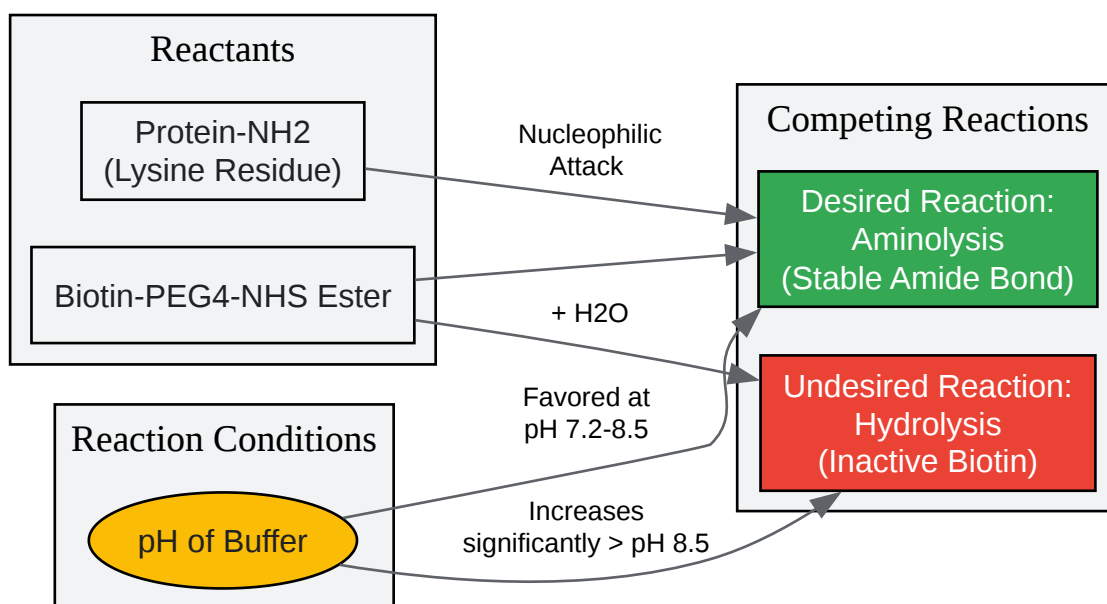 Reactants
Protein-NH2
(Lysine Residue)
Biotin-PEG4-NHS Ester
Nucleophilic
Attack
+ H2O
Competing Reactions
Desired Reaction:
Aminolysis
(Stable Amide Bond)
Undesired Reaction:
Hydrolysis
(Inactive Biotin)
Reaction Conditions
pH of Buffer
Favored at
pH 7.2-8.5
Increases
significantly > pH 8.5